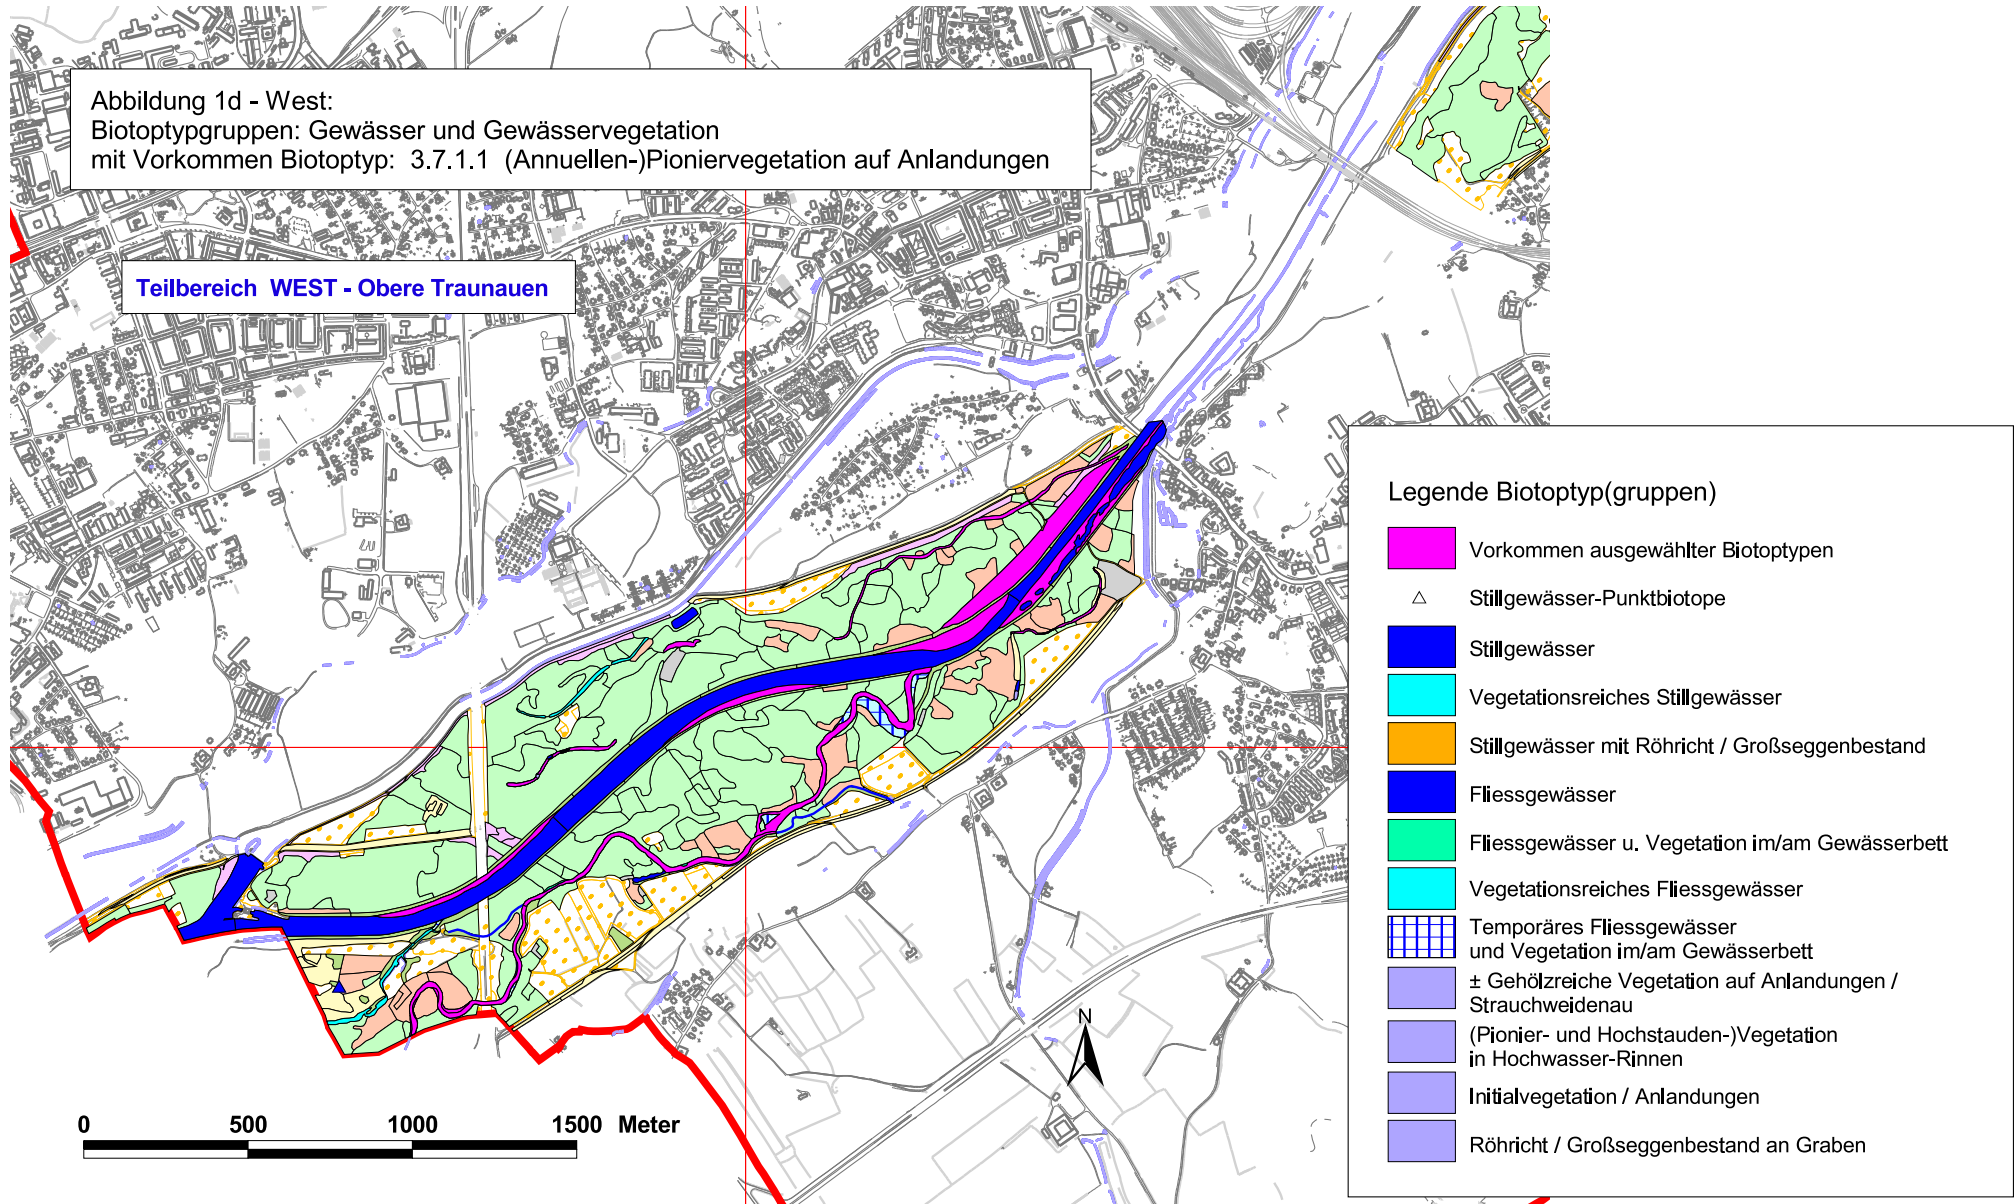 Abbildung 1d - West:
Biotoptypgruppen: Gewässer und Gewässervegetation
mit Vorkommen Biotoptyp: 3.7.1.1 (Annuellen-)Pioniervegetation auf Anlandungen
Teilbereich WEST - Obere Traunauen
Legende Biotoptyp(gruppen)
Vorkommen ausgewählter Biotoptypen
Stillgewässer-Punktbiotope
Stillgewässer
Vegetationsreiches Stillgewässer
Stillgewässer mit Röhricht / Großseggenbestand
Fliessgewässer
Fliessgewässer u. Vegetation im/am Gewässerbett
Vegetationsreiches Fliessgewässer
Temporäres Fliessgewässer
und Vegetation im/am Gewässerbett
± Gehölzreiche Vegetation auf Anlandungen /
Strauchweidenau
(Pionier- und Hochstauden-)Vegetation
in Hochwasser-Rinnen
Initialvegetation / Anlandungen
Röhricht / Großseggenbestand an Graben
N
0 500 1000 1500 Meter